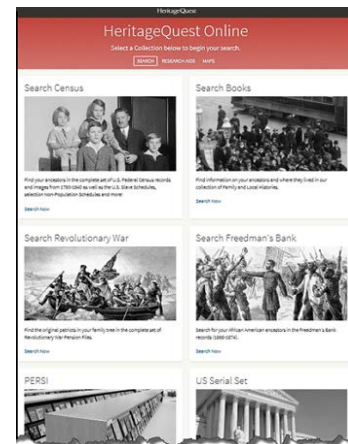 HeritageQuest
HeritageQuest Online
Select a Collection below to begin your search.
SEARCH RESEARCH AIDS MAPS
Search Census
Find your ancestors in the complete set of U.S. Federal Census records
and images from 1790-1940 as well as the U.S. Slave Schedules,
selection Non-Population Schedules and more!
Search Now
Search Books
Find information on your ancestors and where they lived in our
collection of Family and Local Histories.
Search Now
Search Revolutionary War
Find the original patriots in your family tree in the complete set of
Revolutionary War Pension Files.
Search Now
Search Freedman's Bank
Search for your African American ancestors in the Freedman's Bank
records (1865-1874).
Search Now
PERSI
US Serial Set